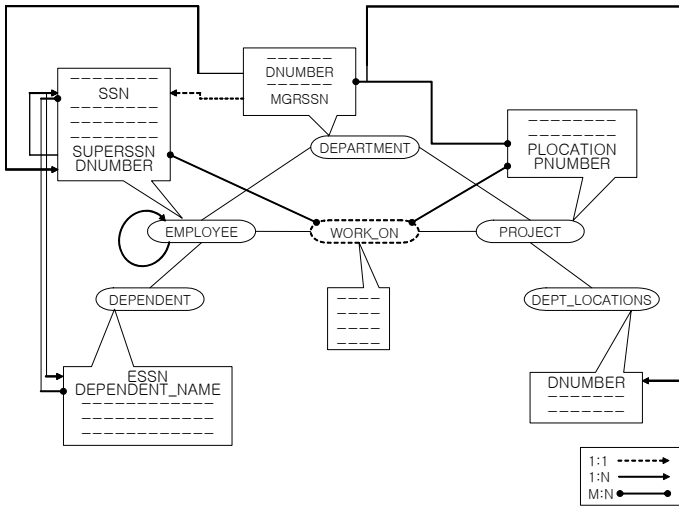 DNUMBER
MGRSSN
SSN
SUPERSSN
DNUMBER
PLOCATION
PNUMBER
DEPARTMENT
EMPLOYEE
WORK_ON
PROJECT
DEPENDENT
DEPT_LOCATIONS
ESSN
DEPENDENT_NAME
DNUMBER
1:1
1:N
M:N